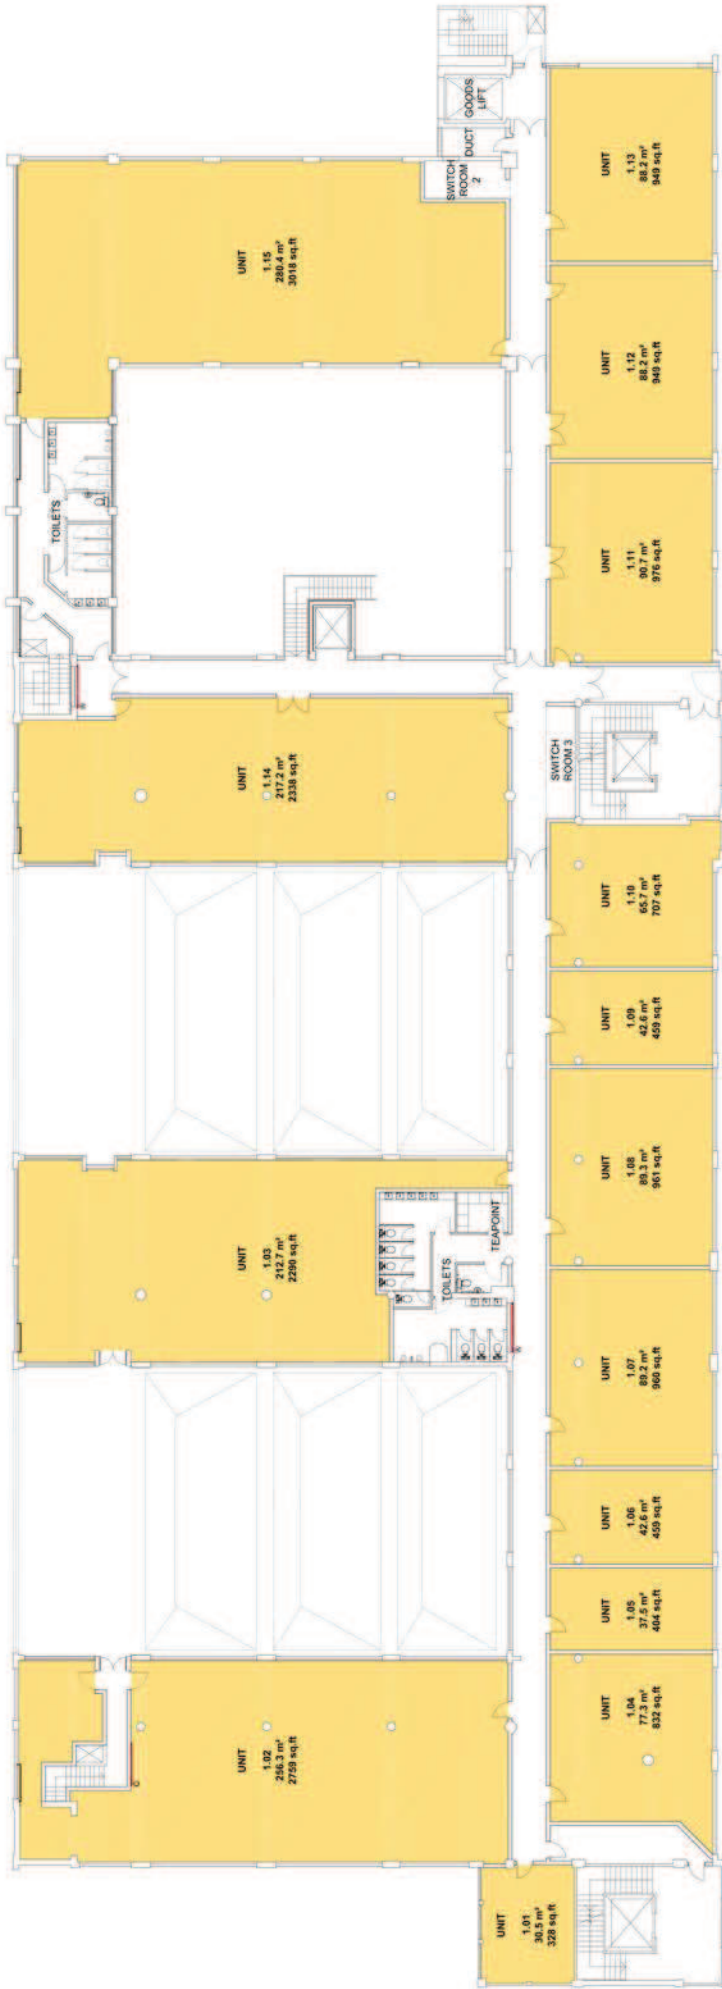 GOODS
LIFT
DUCT
SWITCH
ROOM
2
UNIT
1.15
280.4 m²
3018 sq.ft
UNIT
1.13
88.2 m²
949 sq.ft
UNIT
1.12
88.2 m²
949 sq.ft
TOILETS
UNIT
1.11
90.7 m²
976 sq.ft
UNIT
1.14
217.2 m²
2338 sq.ft
SWITCH
ROOM 3
UNIT
1.10
65.7 m²
707 sq.ft
UNIT
1.09
42.6 m²
459 sq.ft
UNIT
1.08
89.3 m²
961 sq.ft
UNIT
1.03
212.7 m²
2290 sq.ft
TEAPOINT
TOILETS
UNIT
1.07
89.2 m²
960 sq.ft
UNIT
1.06
42.6 m²
459 sq.ft
UNIT
1.05
37.5 m²
404 sq.ft
UNIT
1.04
77.3 m²
832 sq.ft
UNIT
1.02
256.3 m²
2759 sq.ft
UNIT
1.01
30.5 m²
328 sq.ft